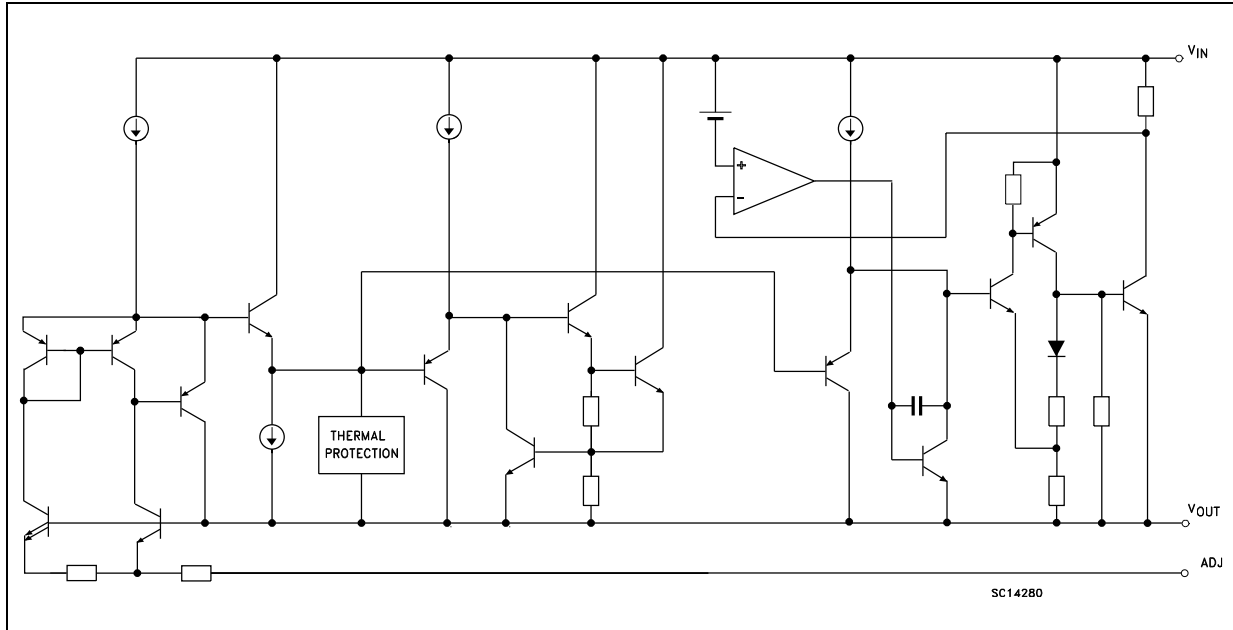 VIN
+
-
THERMAL
PROTECTION
VOUT
ADJ
SC14280